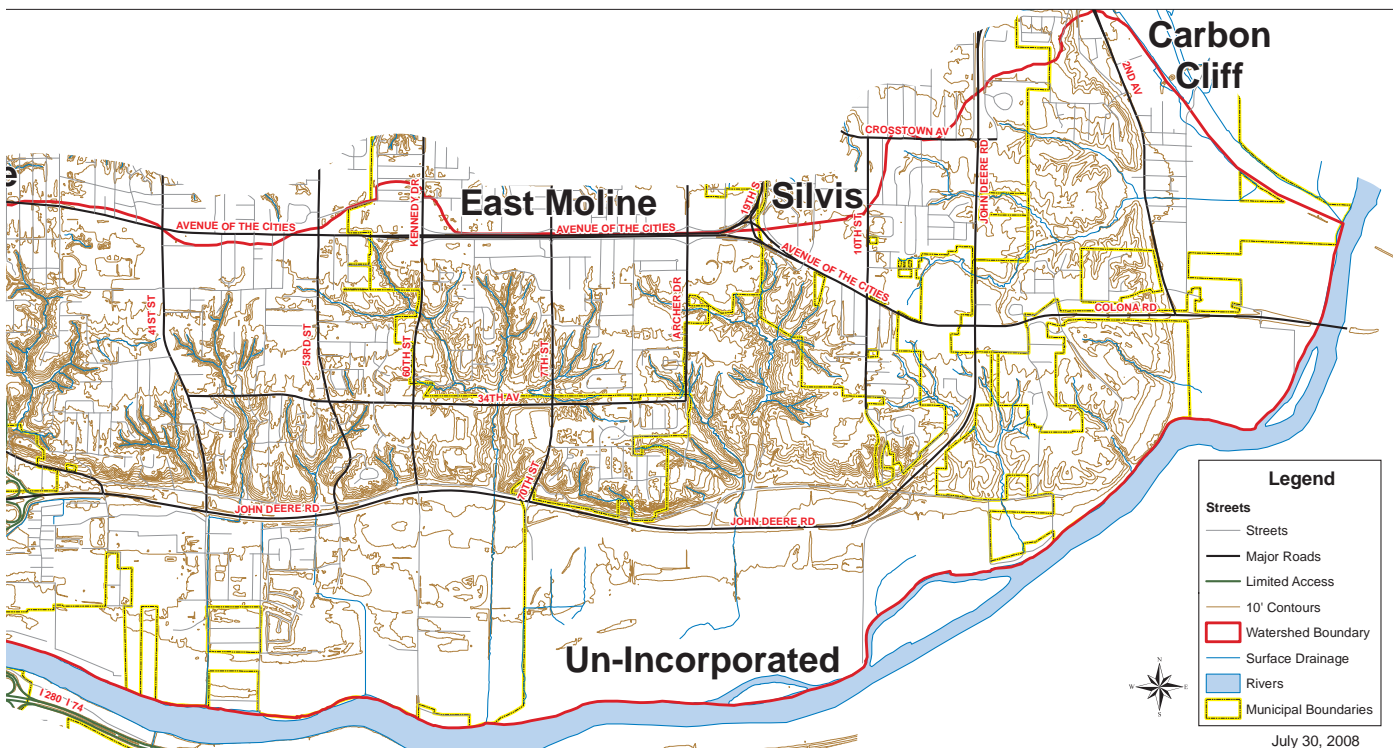 Carbon
Cliff
2ND AV
CROSSTOWN AV
JOHN DEERE RD
e
KENNEDY DR
East Moline
19TH S
Silvis
AVENUE OF THE CITIES
AVENUE OF THE CITIES
10TH ST
AVENUE OF THE CITIES
41ST ST
53RD ST
60TH ST
7TH ST
ARCHER DR
COLONA RD
34TH AV
70TH ST
JOHN DEERE RD
JOHN DEERE RD
Un-Incorporated
I 280 I 74
N
W
E
S
Legend
Streets
Streets
Major Roads
Limited Access
10' Contours
Watershed Boundary
Surface Drainage
Rivers
Municipal Boundaries
July 30, 2008